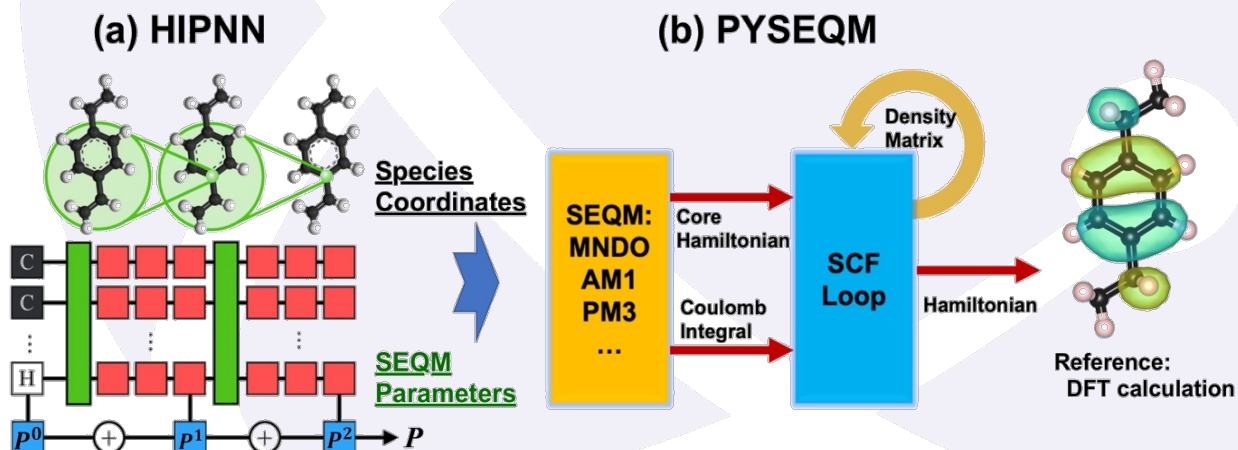 (a) HIPNN
(b) PYSEQM
Species
Coordinates
C
C
⋮
⋮
⋮
H
SEQM
Parameters
P⁰
+
P¹
+
P²
P
SEQM:
MNDO
AM1
PM3
...
Core
Hamiltonian
Coulomb
Integral
Density
Matrix
SCF
Loop
Hamiltonian
Reference:
DFT calculation